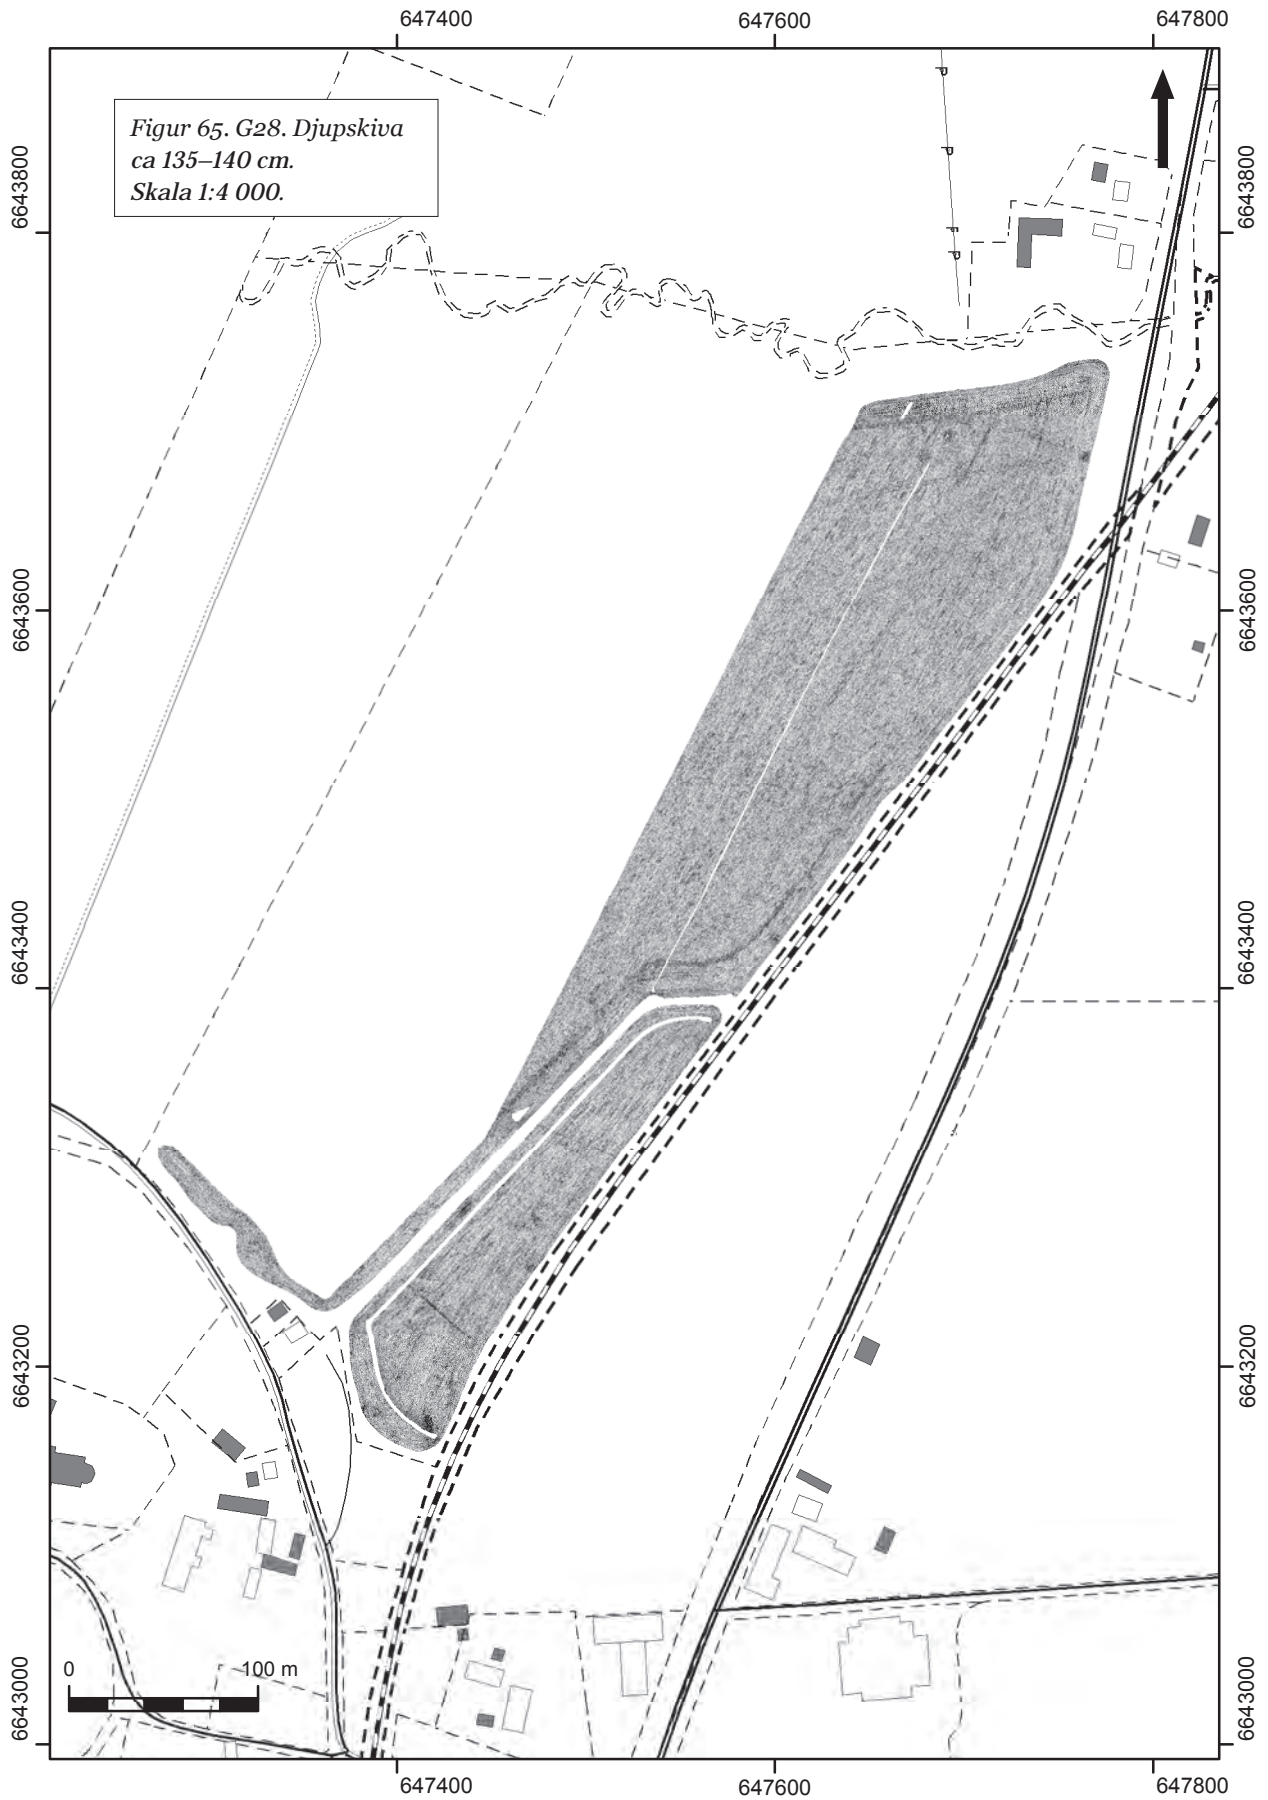 647400 647600 647800
Figur 65. G28. Djupskiva
ca 135–140 cm.
Skala 1:4 000.
6643800 6643800
6643600 6643600
6643400 6643400
6643200 6643200
0 100 m
6643000 6643000
647400 647600 647800